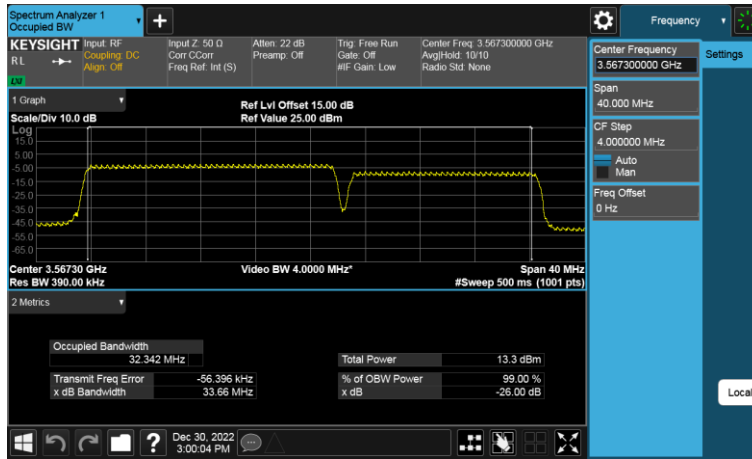 Spectrum Analyzer 1
Occupied BW
Frequency
KEYSIGHT
RL
LXI
Input: RF
Coupling: DC
Align: Off
Input Z: 50 Ω
Corr CCorr
Freq Ref: Int (S)
Atten: 22 dB
Preamp: Off
Trig: Free Run
Gate: Off
#IF Gain: Low
Center Freq: 3.567300000 GHz
Avg|Hold: 10/10
Radio Std: None
Center Frequency
3.567300000 GHz
Settings
Span
40.000 MHz
CF Step
4.000000 MHz
Auto
Man
Freq Offset
0 Hz
Local
1 Graph
Scale/Div 10.0 dB
Ref Lvl Offset 15.00 dB
Ref Value 25.00 dBm
Log
15.0
5.00
-5.00
-15.0
-25.0
-35.0
-45.0
-55.0
-65.0
Center 3.56730 GHz
Video BW 4.0000 MHz*
Span 40 MHz
Res BW 390.00 kHz
#Sweep 500 ms (1001 pts)
2 Metrics
Occupied Bandwidth
32.342 MHz
Total Power 13.3 dBm
Transmit Freq Error -56.396 kHz
% of OBW Power 99.00 %
x dB Bandwidth 33.66 MHz
x dB -26.00 dB
?
Dec 30, 2022
3:00:04 PM